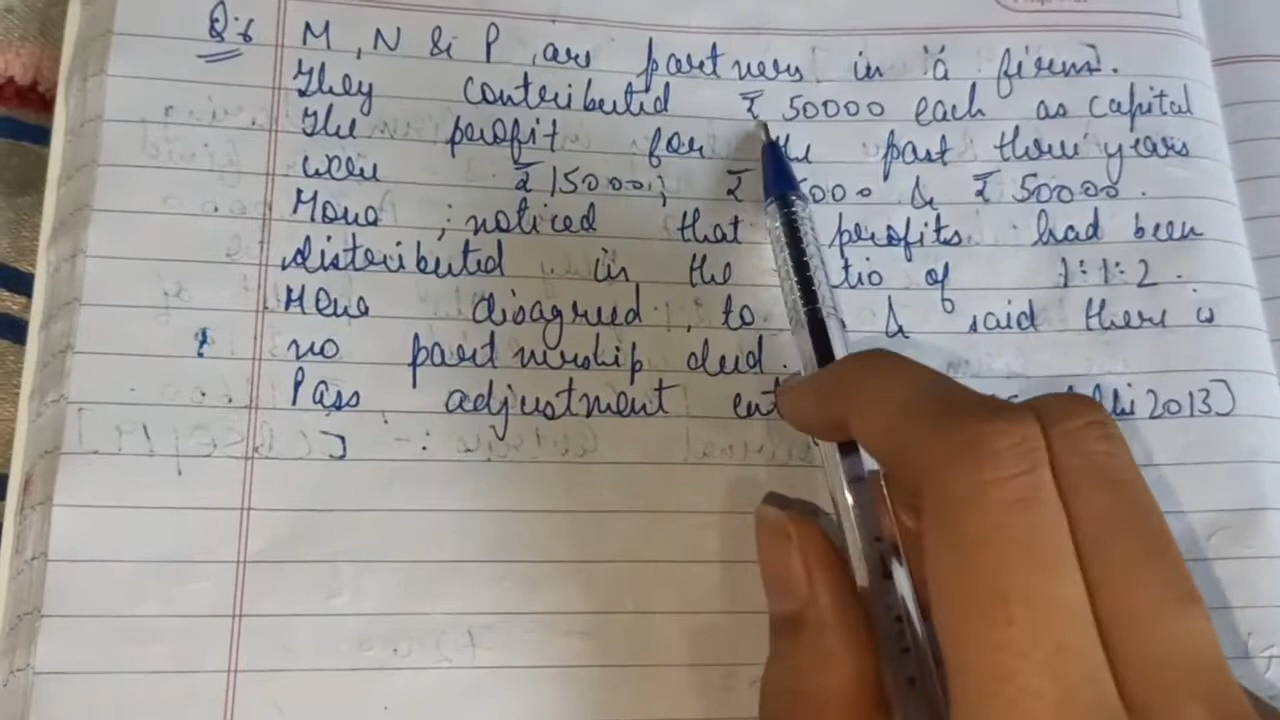 Q:6 M, N & P, are partners in a firm.
They contributed ₹ 50000 each as capital
The profit for the past three years
were ₹ 15000; ₹ 5000 & ₹ 50000.
Mona ; noticed that profits had been
distributed in the tio of 1:1:2.
Mona disagreed, to & said there is
no partnership deed.
Pass adjustment ent 2013)